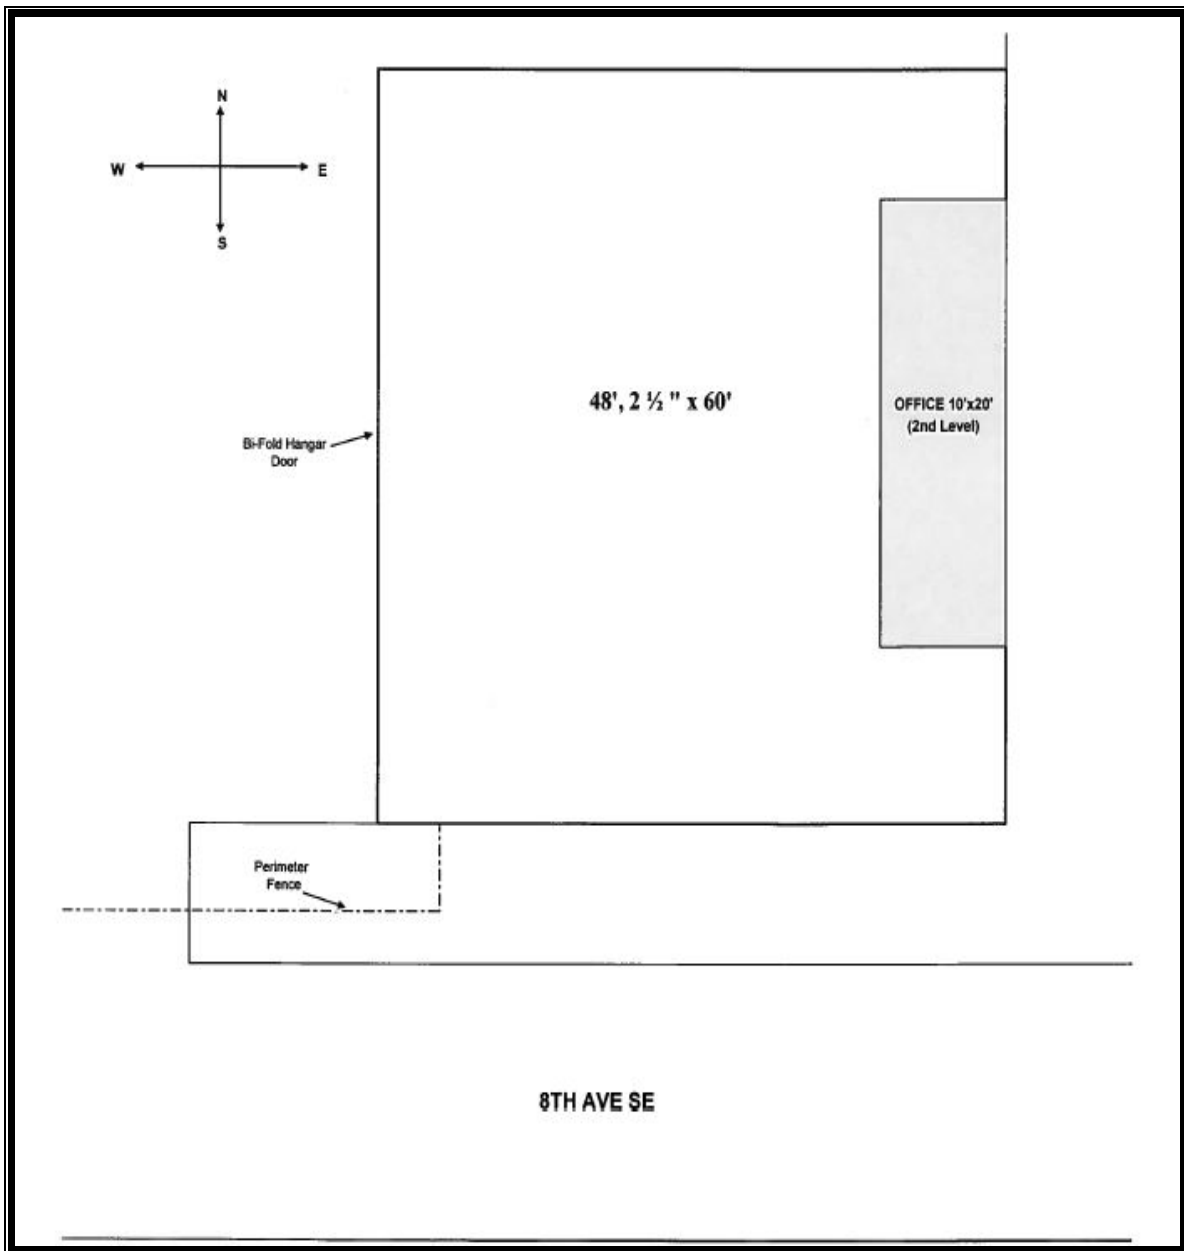 N
W
E
S
48', 2 ½ " x 60'
OFFICE 10'x20'
(2nd Level)
Bi-Fold Hangar
Door
Perimeter
Fence
8TH AVE SE